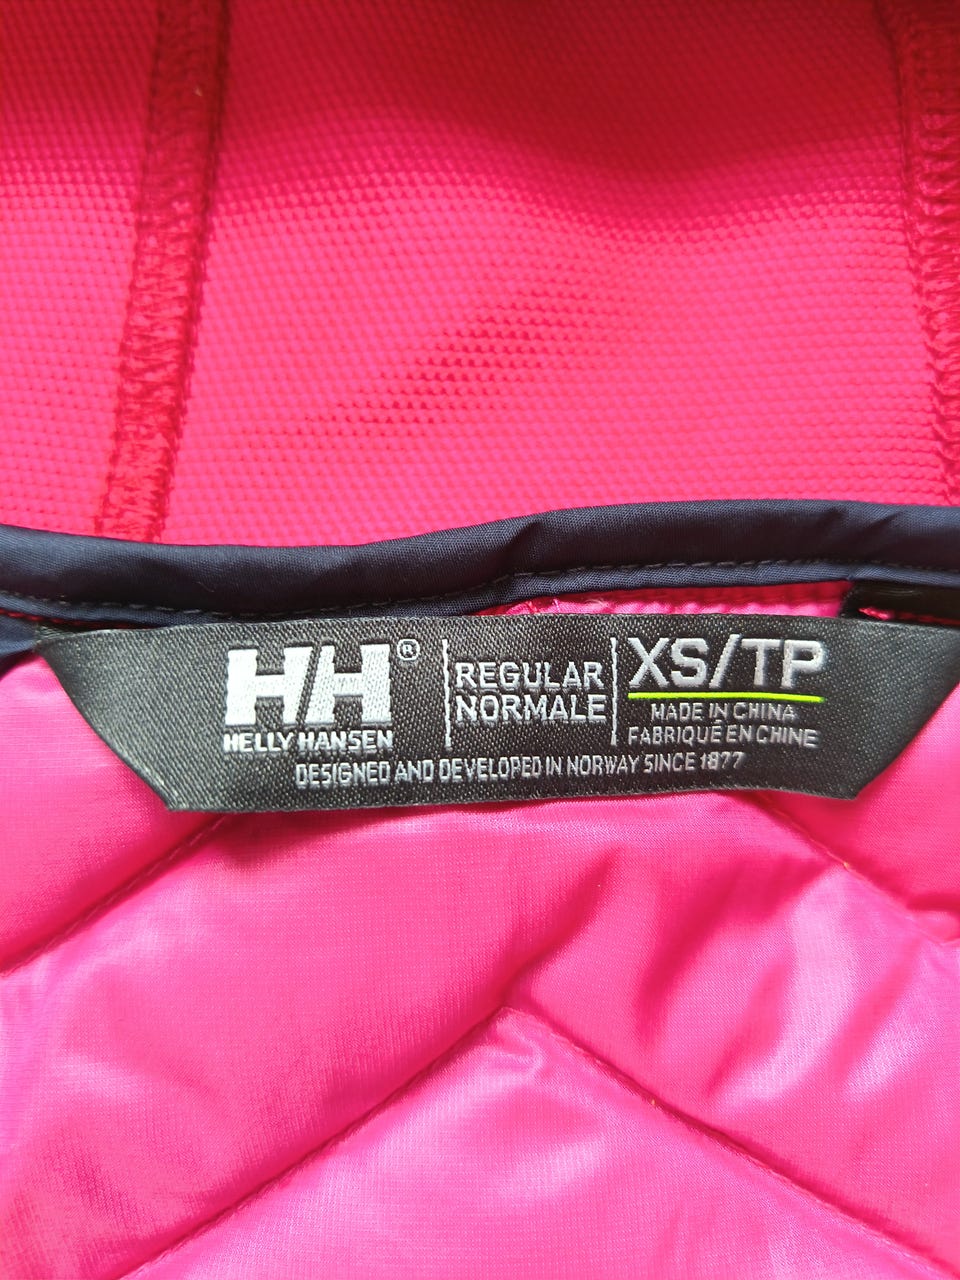 HH®
HELLY HANSEN
REGULAR
NORMALE
XS/TP
MADE IN CHINA
FABRIQUÉ EN CHINE
DESIGNED AND DEVELOPED IN NORWAY SINCE 1877